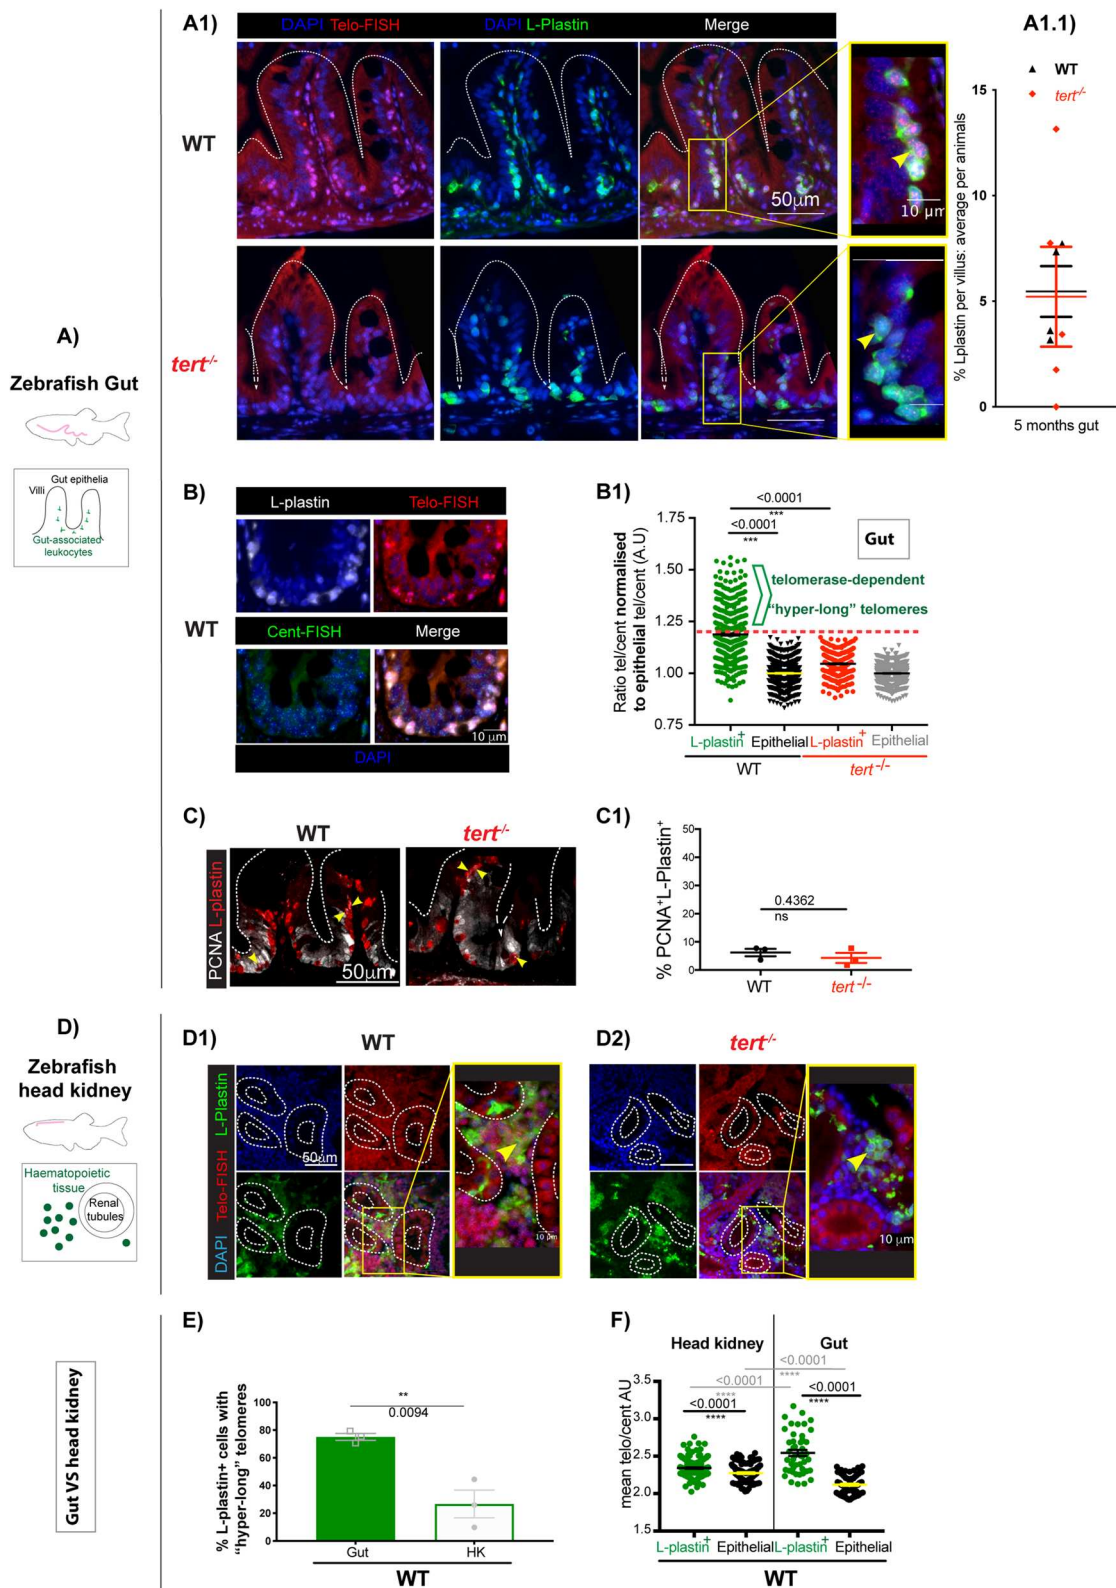 A)
Zebrafish Gut
Gut epithelia
Villi
Gut-associated
leukocytes
A1)
DAPI Telo-FISH
DAPI L-Plastin
Merge
A1.1)
WT
tert-/-
50µm
10 µm
WT
tert-/-
% Lplastin per villus: average per animals
15
10
5
0
5 months gut
B)
L-plastin
Telo-FISH
WT
Cent-FISH
Merge
10 µm
DAPI
B1)
<0.0001
***
<0.0001
***
Gut
telomerase-dependent
"hyper-long" telomeres
Ratio tel/cent normalised
to epithelial tel/cent (A.U)
1.75
1.50
1.25
1.00
0.75
L-plastin+
Epithelial
L-plastin+
Epithelial
WT
tert-/-
C)
WT
tert-/-
PCNA L-plastin
50µm
C1)
% PCNA+L-Plastin+
50
40
30
20
10
0
0.4362
ns
WT
tert-/-
D)
Zebrafish
head kidney
Haematopoietic
tissue
Renal
tubules
D1)
WT
DAPI Telo-FISH L-Plastin
50µm
10 µm
D2)
tert-/-
10 µm
Gut VS head kidney
E)
% L-plastin+ cells with
"hyper-long" telomeres
100
80
60
40
20
0
**
0.0094
Gut
HK
WT
F)
Head kidney
Gut
<0.0001
****
<0.0001
****
<0.0001
****
<0.0001
****
mean telo/cent AU
3.5
3.0
2.5
2.0
1.5
L-plastin+
Epithelial
L-plastin+
Epithelial
WT